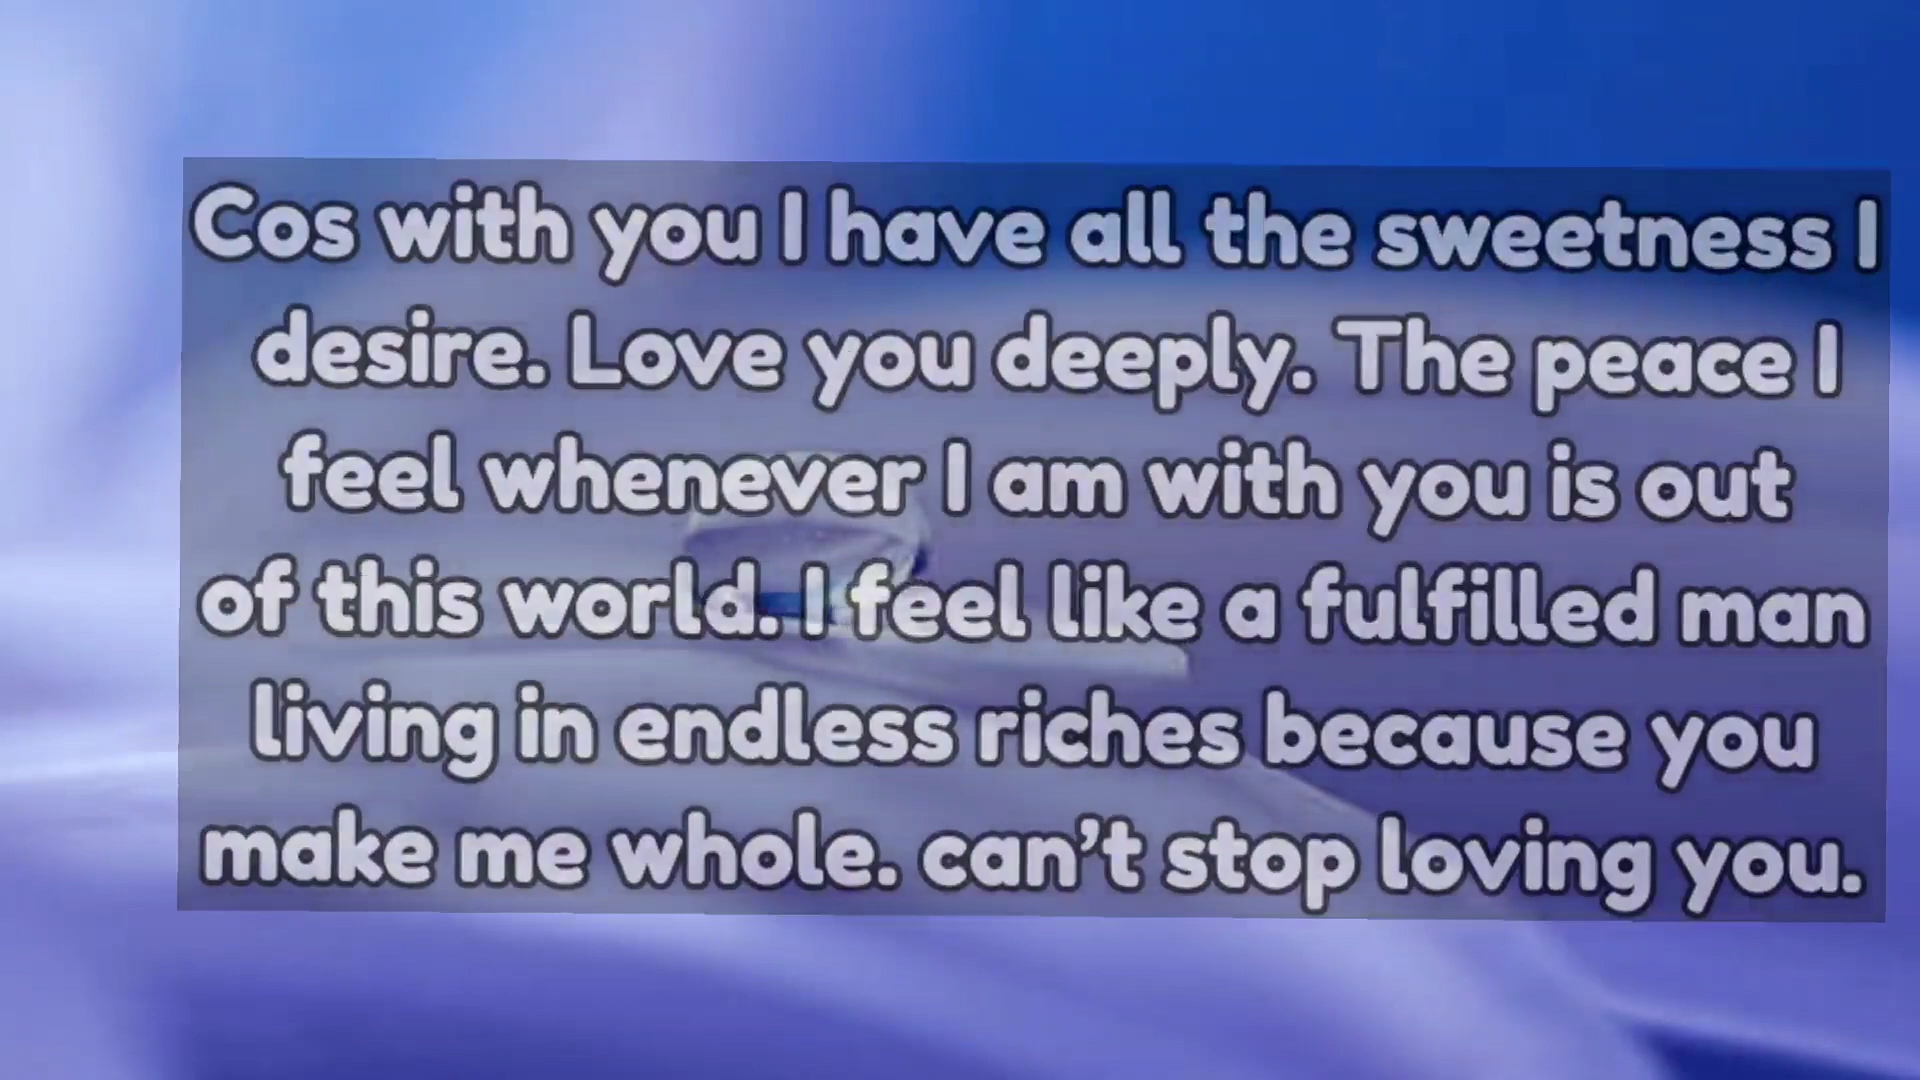 Cos with you I have all the sweetness I
desire. Love you deeply. The peace I
feel whenever I am with you is out
of this world. I feel like a fulfilled man
living in endless riches because you
make me whole. can’t stop loving you.